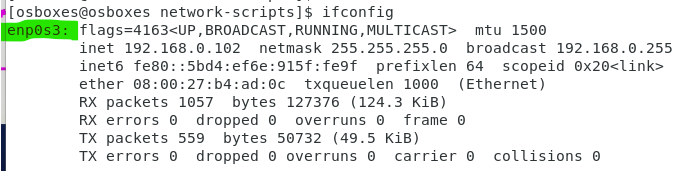 [osboxes@osboxes network-scripts]$ ifconfig
enp0s3: flags=4163<UP,BROADCAST,RUNNING,MULTICAST>  mtu 1500
        inet 192.168.0.102  netmask 255.255.255.0  broadcast 192.168.0.255
        inet6 fe80::5bd4:ef6e:915f:fe9f  prefixlen 64  scopeid 0x20<link>
        ether 08:00:27:b4:ad:0c  txqueuelen 1000  (Ethernet)
        RX packets 1057  bytes 127376 (124.3 KiB)
        RX errors 0  dropped 0  overruns 0  frame 0
        TX packets 559  bytes 50732 (49.5 KiB)
        TX errors 0  dropped 0 overruns 0  carrier 0  collisions 0